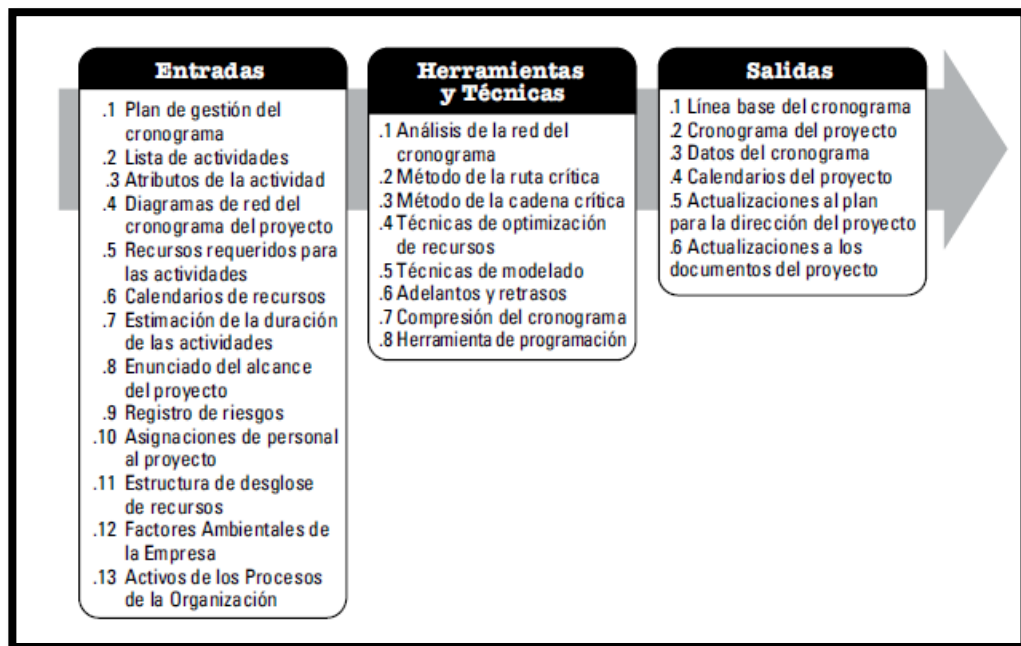 Entradas
.1 Plan de gestión del
cronograma
.2 Lista de actividades
.3 Atributos de la actividad
.4 Diagramas de red del
cronograma del proyecto
.5 Recursos requeridos para
las actividades
.6 Calendarios de recursos
.7 Estimación de la duración
de las actividades
.8 Enunciado del alcance
del proyecto
.9 Registro de riesgos
.10 Asignaciones de personal
al proyecto
.11 Estructura de desglose
de recursos
.12 Factores Ambientales de
la Empresa
.13 Activos de los Procesos
de la Organización
Herramientas
y Técnicas
.1 Análisis de la red del
cronograma
.2 Método de la ruta crítica
.3 Método de la cadena crítica
.4 Técnicas de optimización
de recursos
.5 Técnicas de modelado
.6 Adelantos y retrasos
.7 Compresión del cronograma
.8 Herramienta de programación
Salidas
.1 Línea base del cronograma
.2 Cronograma del proyecto
.3 Datos del cronograma
.4 Calendarios del proyecto
.5 Actualizaciones al plan
para la dirección del proyecto
.6 Actualizaciones a los
documentos del proyecto